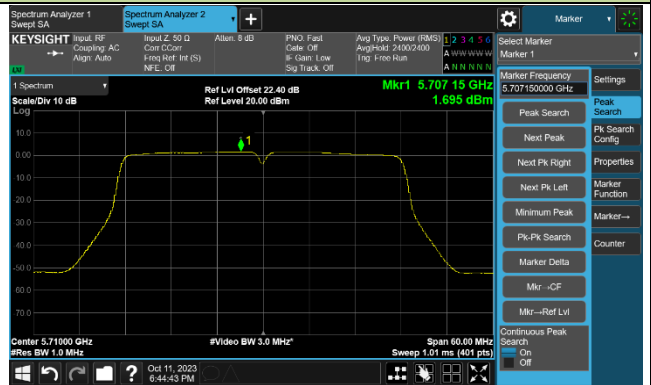 Spectrum Analyzer 1
Swept SA
Spectrum Analyzer 2
Swept SA
+
Marker
KEYSIGHT
Input: RF
Coupling: AC
Align: Auto
Input Z: 50 Ω
Corr CCorr
Freq Ref: Int (S)
NFE: Off
Atten: 8 dB
PNO: Fast
Gate: Off
IF Gain: Low
Sig Track: Off
Avg Type: Power (RMS)
Avg|Hold: 2400/2400
Trig: Free Run
1 2 3 4 5 6
A W W W W W
A N N N N N
Select Marker
Marker 1
1 Spectrum
Scale/Div 10 dB
Log
Ref Lvl Offset 22.40 dB
Ref Level 20.00 dBm
Mkr1 5.707 15 GHz
1.695 dBm
10.0
0.00
10.0
20.0
30.0
40.0
-50.0
60.0
70.0
1
Center 5.71000 GHz
#Res BW 1.0 MHz
#Video BW 3.0 MHz*
Span 60.00 MHz
Sweep 1.01 ms (401 pts)
Marker Frequency
5.707150000 GHz
Peak Search
Next Peak
Next Pk Right
Next Pk Left
Minimum Peak
Pk-Pk Search
Marker Delta
Mkr→CF
Mkr→Ref Lvl
Continuous Peak
Search
On
Off
Settings
Peak
Search
Pk Search
Config
Properties
Marker
Function
Marker→
Counter
?
Oct 11, 2023
6:44:43 PM